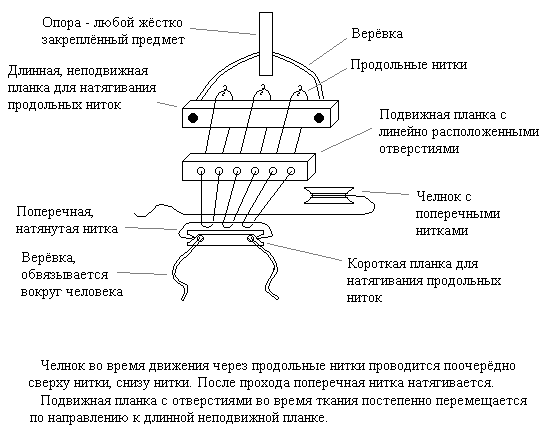 Опора - любой жёстко
закреплённый предмет
Верёвка
Продольные нитки
Длинная, неподвижная
планка для натягивания
продольных ниток
Подвижная планка с
линейно расположенными
отверстиями
Челнок с
поперечными
нитками
Поперечная,
натянутая нитка
Верёвка,
обвязывается
вокруг человека
Короткая планка для
натягивания продольных
ниток
Челнок во время движения через продольные нитки проводится поочерёдно
сверху нитки, снизу нитки. После прохода поперечная нитка натягивается.
Подвижная планка с отверстиями во время ткания постепенно перемещается
по направлению к длинной неподвижной планке.